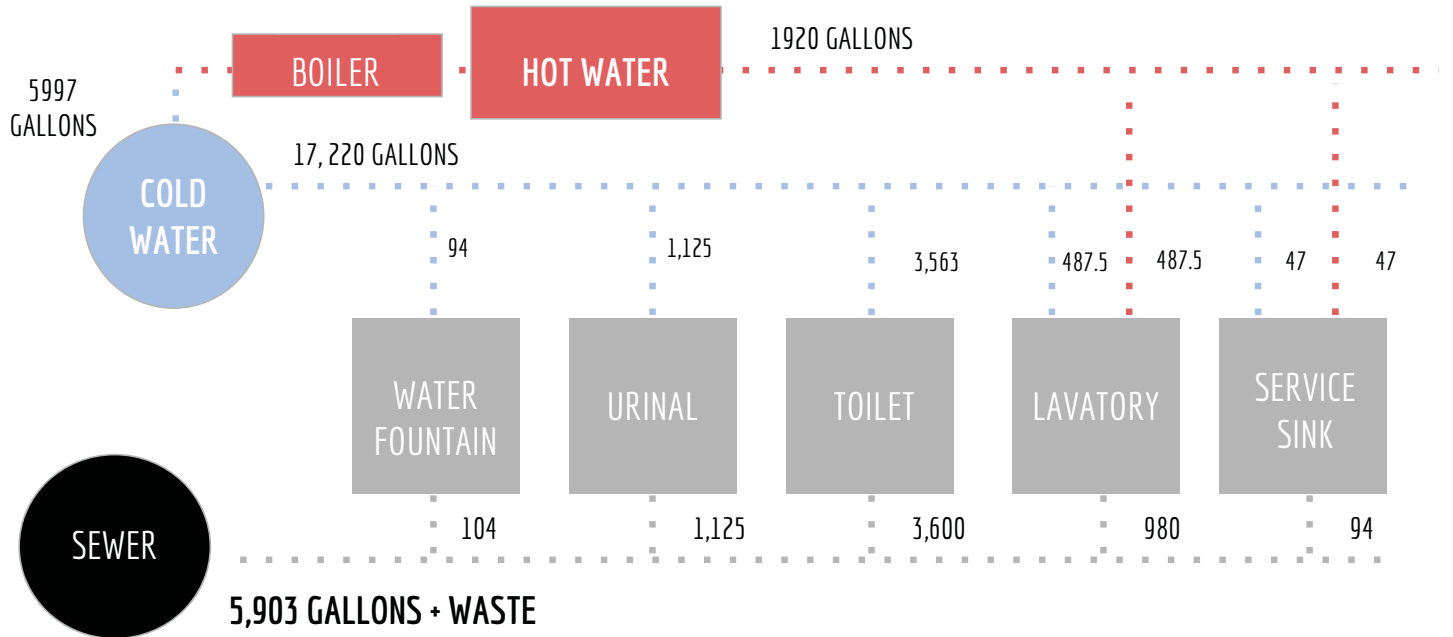 1920 GALLONS
BOILER
HOT WATER
5997
GALLONS
17, 220 GALLONS
COLD
WATER
94
1,125
3,563
487.5
487.5
47
47
WATER
FOUNTAIN
URINAL
TOILET
LAVATORY
SERVICE
SINK
SEWER
104
1,125
3,600
980
94
5,903 GALLONS + WASTE